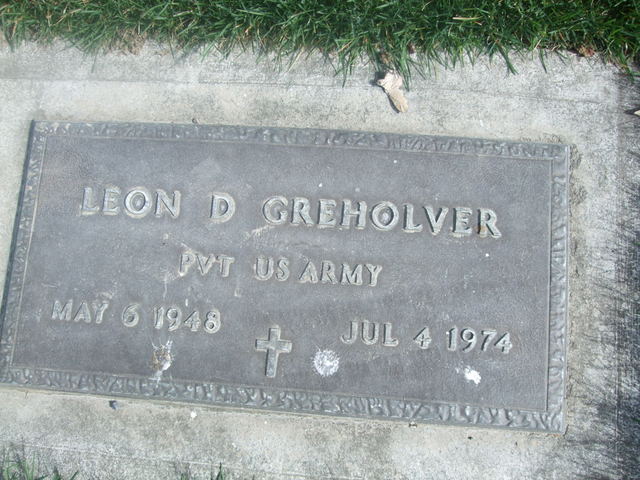 LEON D GREHOLVER
PVT US ARMY
MAY 6 1948 JUL 4 1974